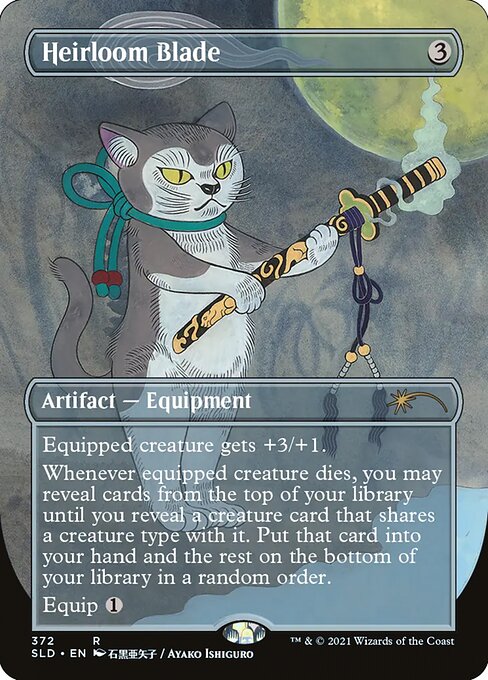 Heirloom Blade 3
Artifact — Equipment
Equipped creature gets +3/+1.
Whenever equipped creature dies, you may
reveal cards from the top of your library
until you reveal a creature card that shares
a creature type with it. Put that card into
your hand and the rest on the bottom of
your library in a random order.
Equip 1
372 R
SLD • EN 石黒亜矢子 / Ayako Ishiguro
™ & © 2021 Wizards of the Coast